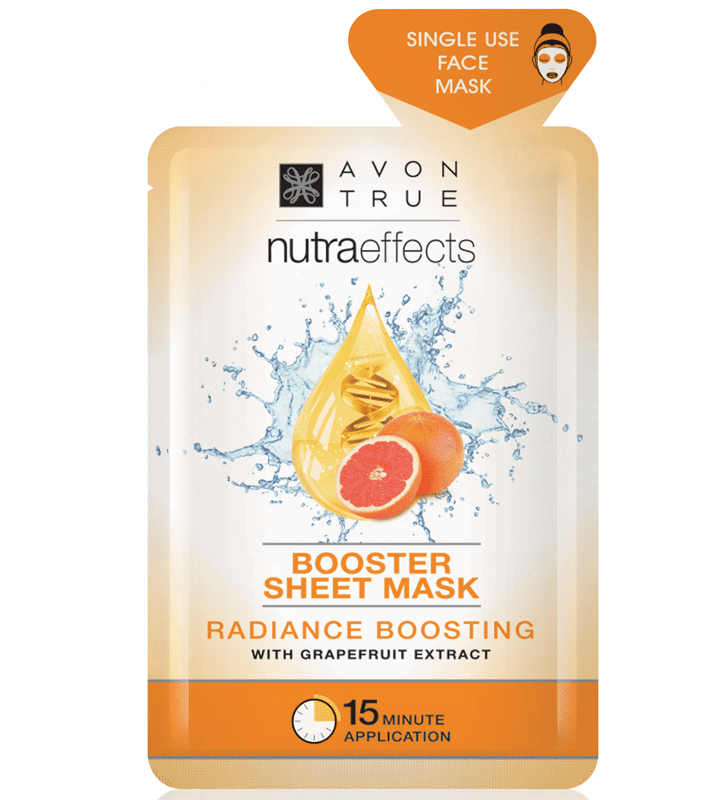 SINGLE USE
FACE
MASK
AVON
TRUE
nutraeffects
BOOSTER
SHEET MASK
RADIANCE BOOSTING
WITH GRAPEFRUIT EXTRACT
15 MINUTE
APPLICATION